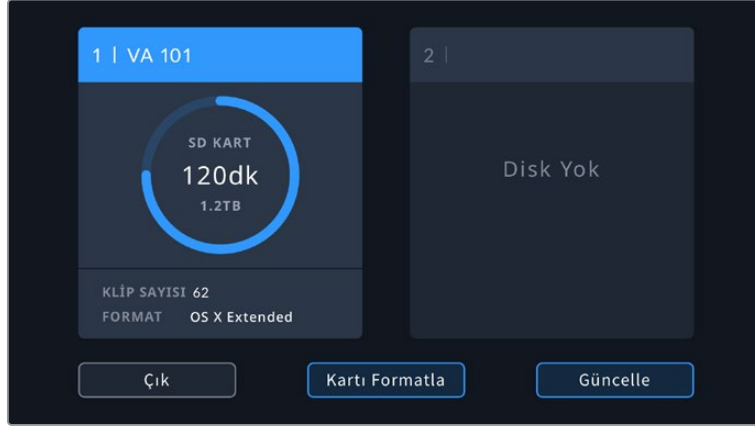 1 | VA 101
SD KART
120dk
1.2TB
KLİP SAYISI 62
FORMAT OS X Extended
2 |
Disk Yok
Çık
Kartı Formatla
Güncelle